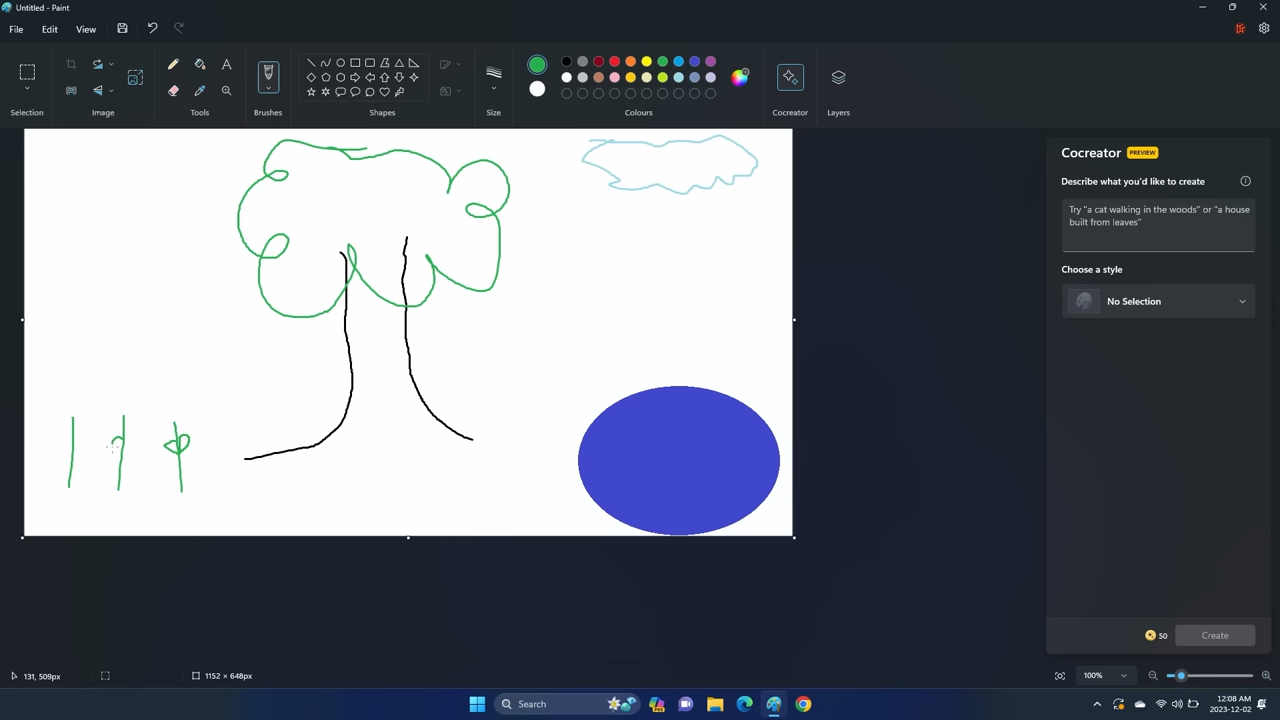 Untitled - Paint
File Edit View
Selection Image Tools Brushes Shapes Size Colours Cocreator Layers
Cocreator PREVIEW
Describe what you'd like to create
Try "a cat walking in the woods" or "a house
built from leaves"
Choose a style
No Selection
50 Create
131, 509px 1152 × 648px 100%
Search
12:08 AM
2023-12-02